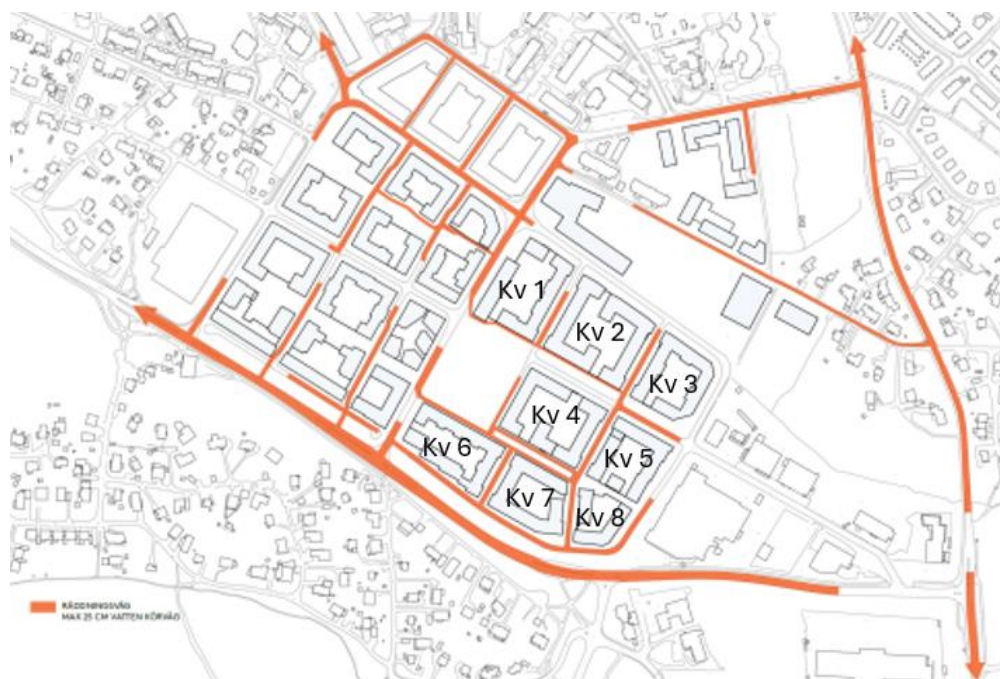 Kv 1
Kv 2
Kv 3
Kv 4
Kv 5
Kv 6
Kv 7
Kv 8
RÄDDNINGSVÄG
MAX 25 CM VATTEN KÖRVÄG